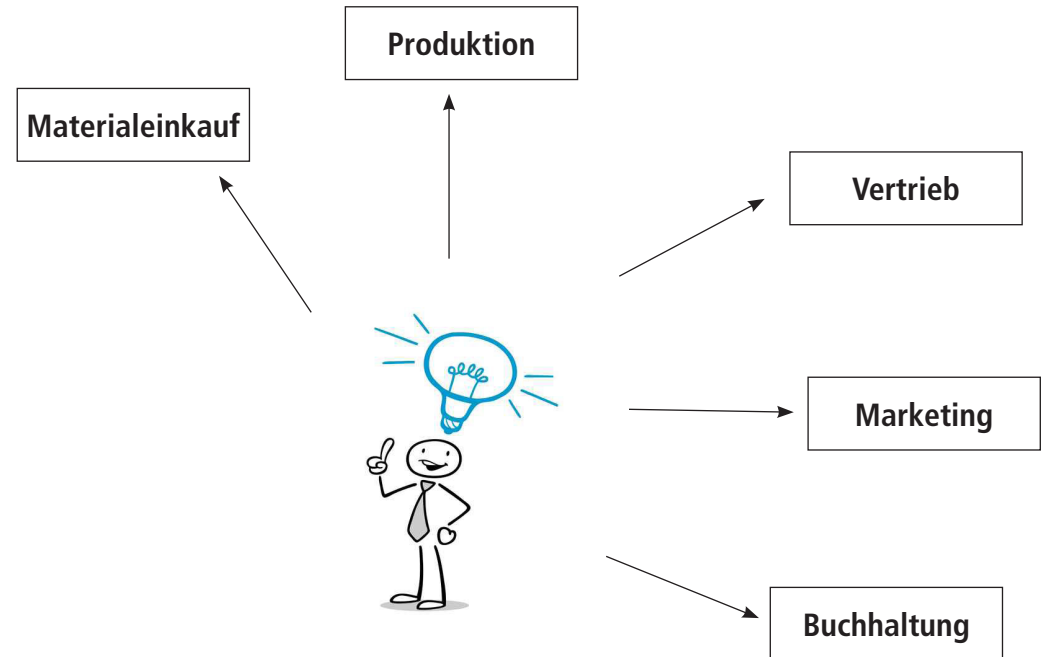 Produktion
Materialeinkauf
Vertrieb
Marketing
Buchhaltung